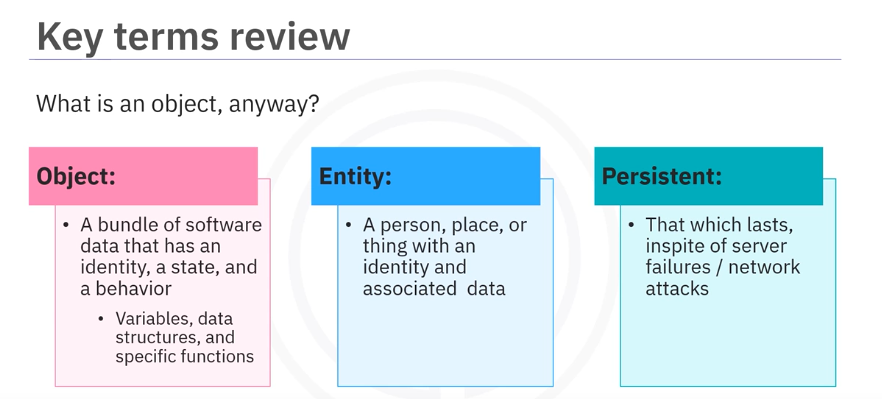 Key terms review
What is an object, anyway?
Object:
• A bundle of software
data that has an
identity, a state, and
a behavior
• Variables, data
structures, and
specific functions
Entity:
• A person, place, or
thing with an
identity and
associated data
Persistent:
• That which lasts,
inspite of server
failures / network
attacks